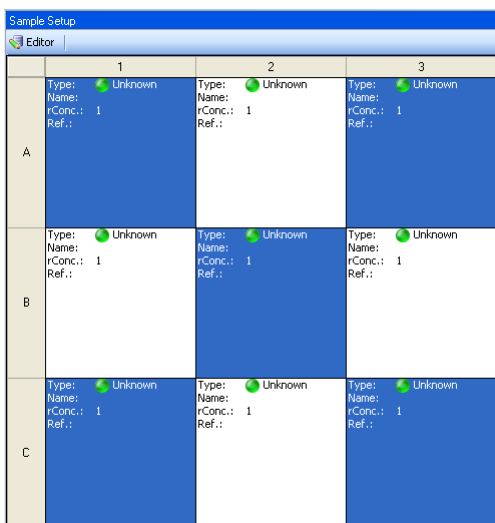 Sample Setup
Editor
1 2 3
A
Type: Unknown Type: Unknown Type: Unknown
Name: Name: Name:
rConc.: 1 rConc.: 1 rConc.: 1
Ref.: Ref.: Ref.:
B
Type: Unknown Type: Unknown Type: Unknown
Name: Name: Name:
rConc.: 1 rConc.: 1 rConc.: 1
Ref.: Ref.: Ref.:
C
Type: Unknown Type: Unknown Type: Unknown
Name: Name: Name:
rConc.: 1 rConc.: 1 rConc.: 1
Ref.: Ref.: Ref.: